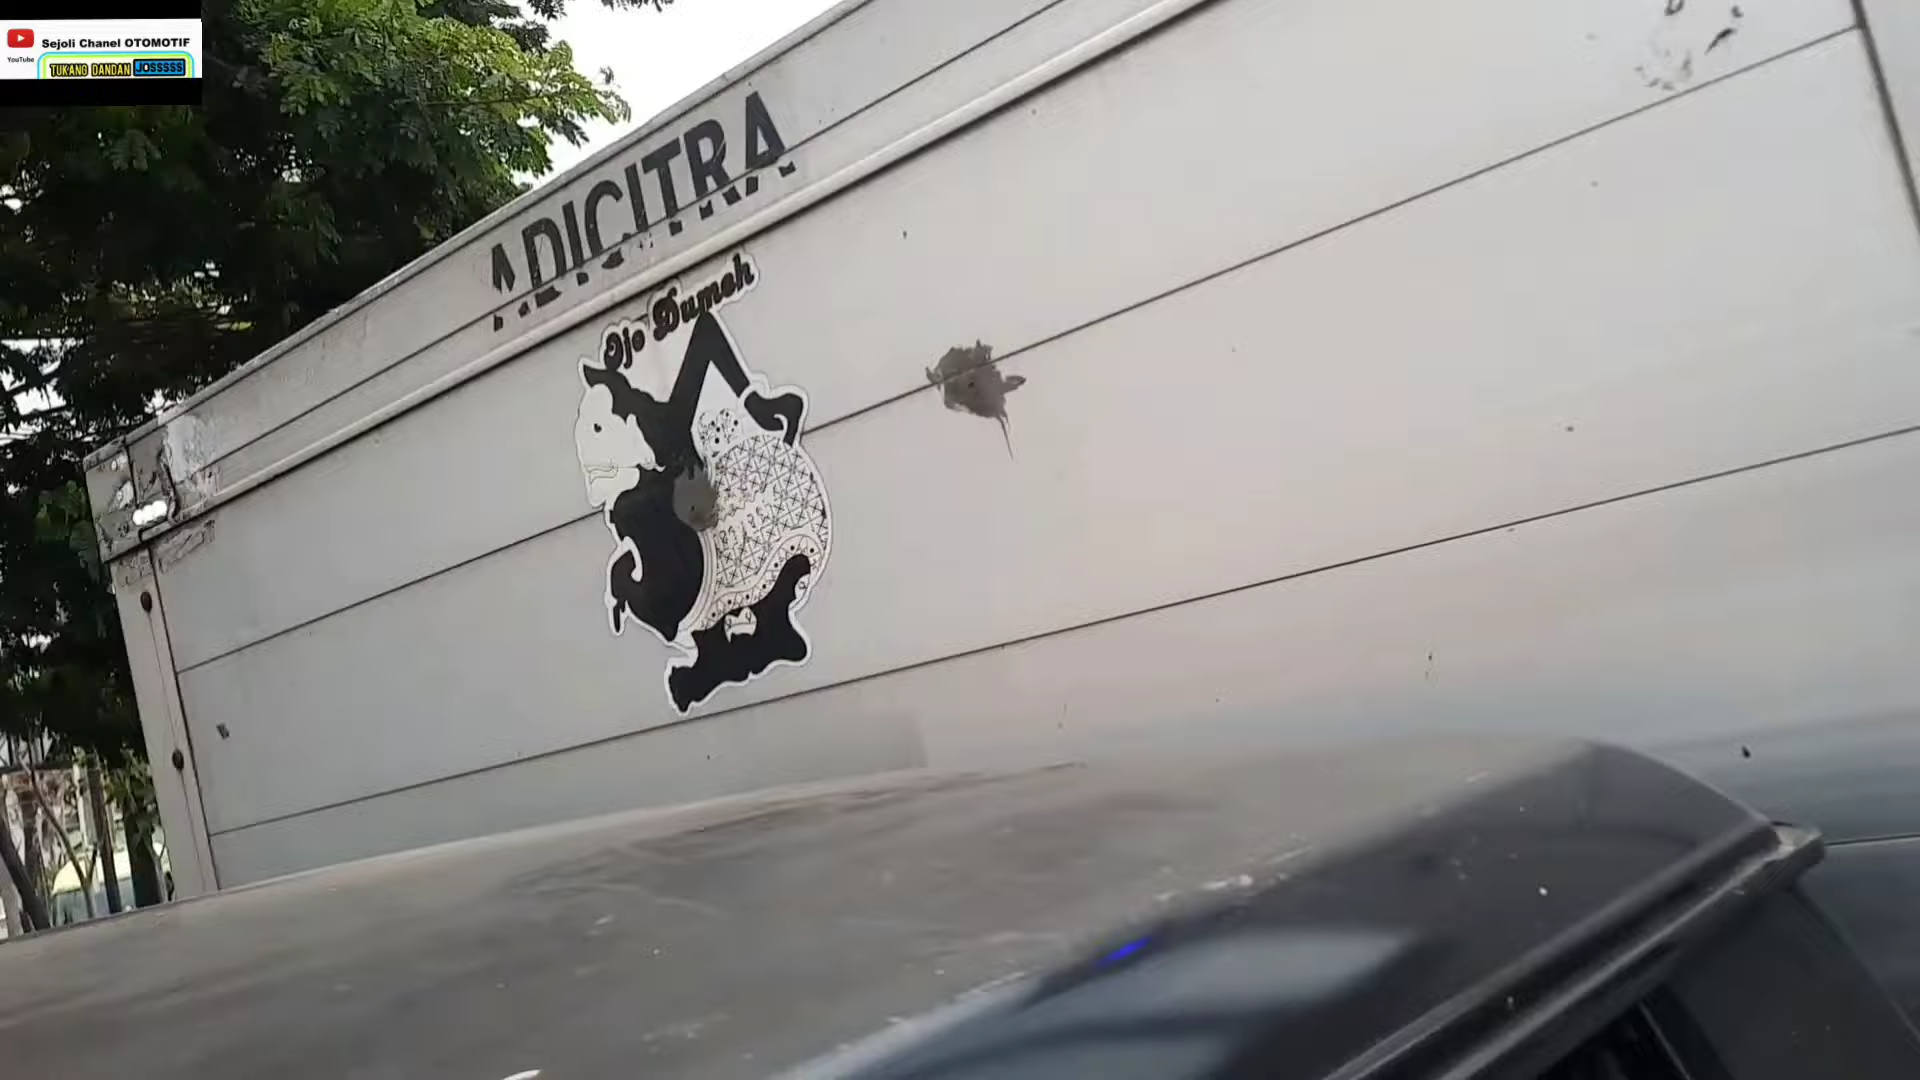 Sejoli Chanel OTOMOTIF
YouTube
TUKANG DANDAN JOSSSSS
ADICITRA
Ojo Dumeh